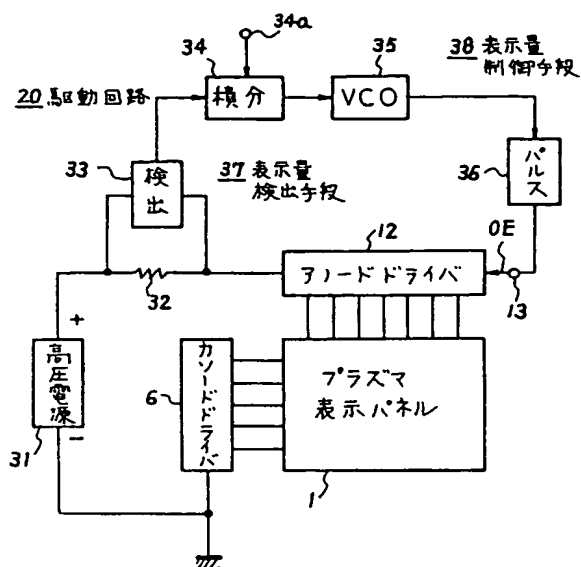 34a
34
35
38 表示量
制御手段
20 駆動回路
積分
VCO
33
37 表示量
検出手段
36
パルス
検出
12
OE
アノードドライバ
13
32
+
高圧電源
-
31
6
カソードドライバ
プラズマ
表示パネル
1